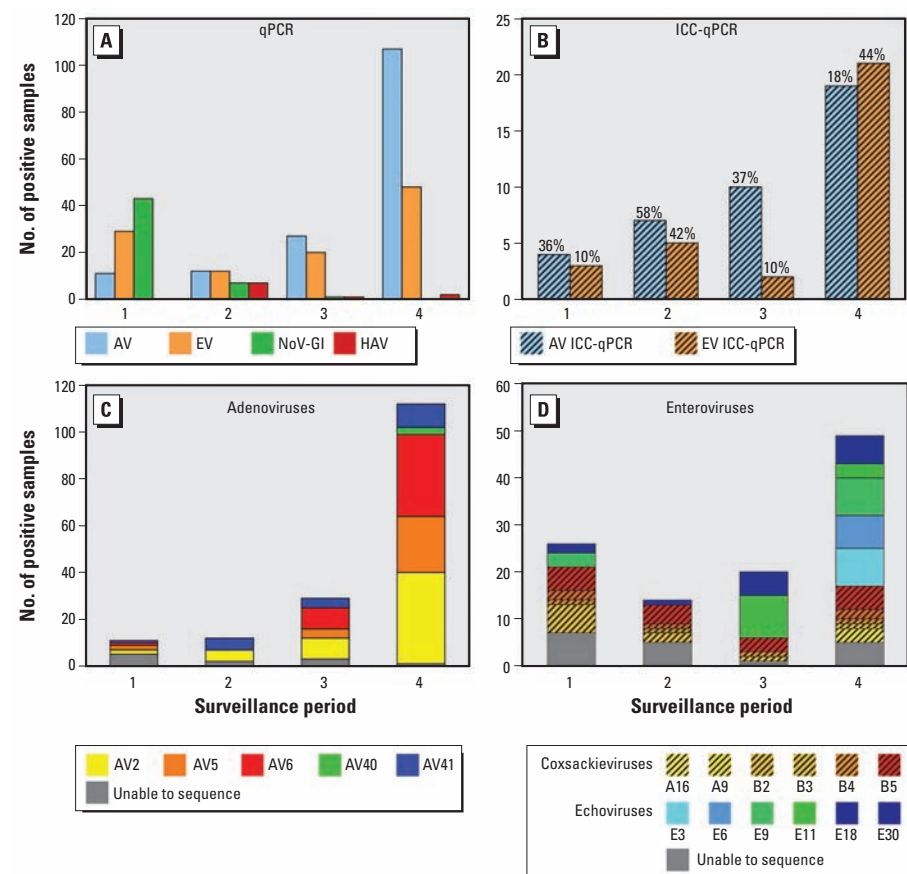 A
qPCR
No. of positive samples
120
100
80
60
40
20
0
1 2 3 4
AV EV NoV-GI HAV
B
ICC-qPCR
25
20
15
10
5
0
36% 10% 58% 42% 37% 10% 18% 44%
1 2 3 4
AV ICC-qPCR EV ICC-qPCR
C
Adenoviruses
No. of positive samples
120
100
80
60
40
20
0
1 2 3 4
Surveillance period
AV2 AV5 AV6 AV40 AV41
Unable to sequence
D
Enteroviruses
60
50
40
30
20
10
0
1 2 3 4
Surveillance period
Coxsackieviruses
A16 A9 B2 B3 B4 B5
Echoviruses
E3 E6 E9 E11 E18 E30
Unable to sequence